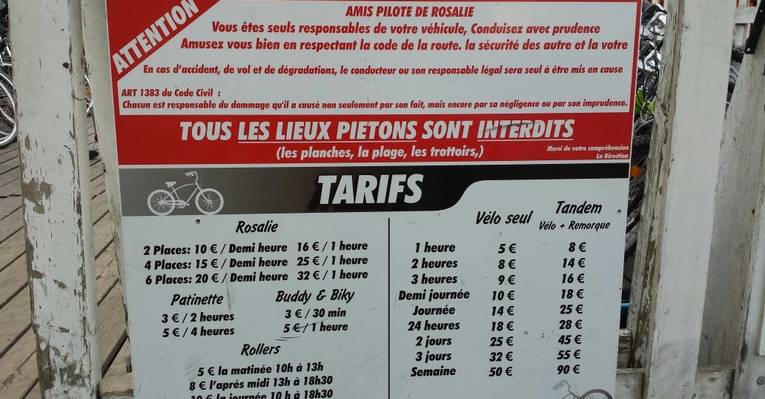 ATTENTION
AMIS PILOTE DE ROSALIE
Vous êtes seuls responsables de votre véhicule, Conduisez avec prudence
Amusez vous bien en respectant le code de la route. la sécurité des autre et la votre
En cas d'accident, de vol et de dégradations, le conducteur ou son responsable légal sera seul à être mis en cause
ART 1383 du Code Civil :
Chacun est responsable du dommage qu'il a causé non seulement par son fait, mais encore par sa négligence ou par son imprudence.
TOUS LES LIEUX PIETONS SONT INTERDITS
(les planches, la plage, les trottoirs,)
Merci de votre compréhension
La Direction
TARIFS
Rosalie
2 Places: 10 € / Demi heure 16 € / 1 heure
4 Places: 15 € / Demi heure 25 € / 1 heure
6 Places: 20 € / Demi heure 32 € / 1 heure
Patinette
3 € / 2 heures
5 € / 4 heures
Buddy & Biky
3 € / 30 min
5 € / 1 heure
Rollers
5 € la matinée 10h à 13h
8 € l'aprés midi 13h à 18h30
10 € la journée 10 h à 18h30
Vélo seul Tandem
Vélo + Remorque
1 heure 5 € 8 €
2 heures 8 € 14 €
3 heures 9 € 16 €
Demi journée 10 € 18 €
Journée 14 € 25 €
24 heures 18 € 28 €
2 jours 25 € 45 €
3 jours 32 € 55 €
Semaine 50 € 90 €